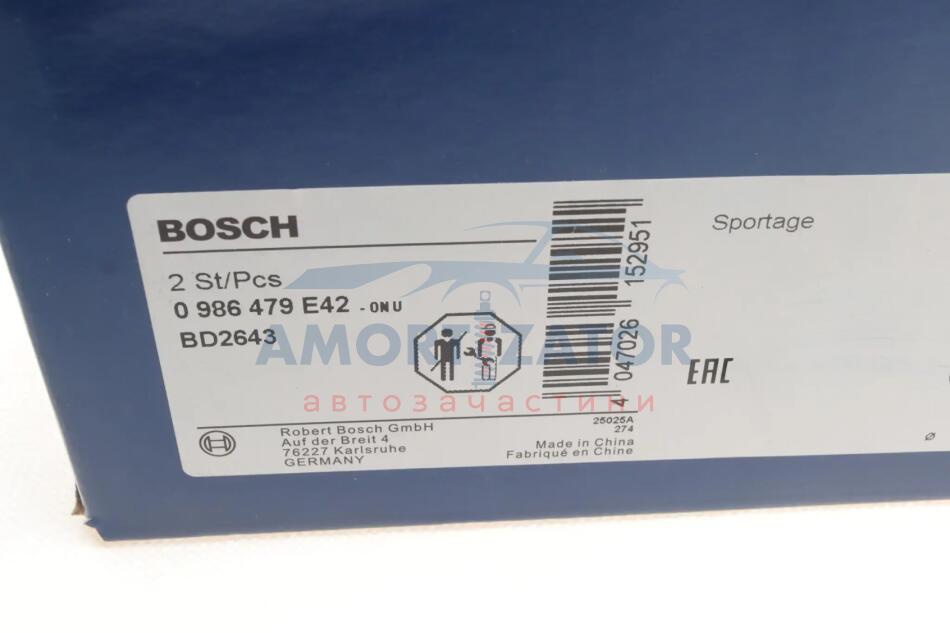 BOSCH
2 St/Pcs
0 986 479 E42 - 0NU
BD2643
4 047026 152951
Sportage
EAC
AMORTIZATOR
автозачастини
Robert Bosch GmbH
Auf der Breit 4
76227 Karlsruhe
GERMANY
25025A
274
Made in China
Fabriqué en Chine
Ø